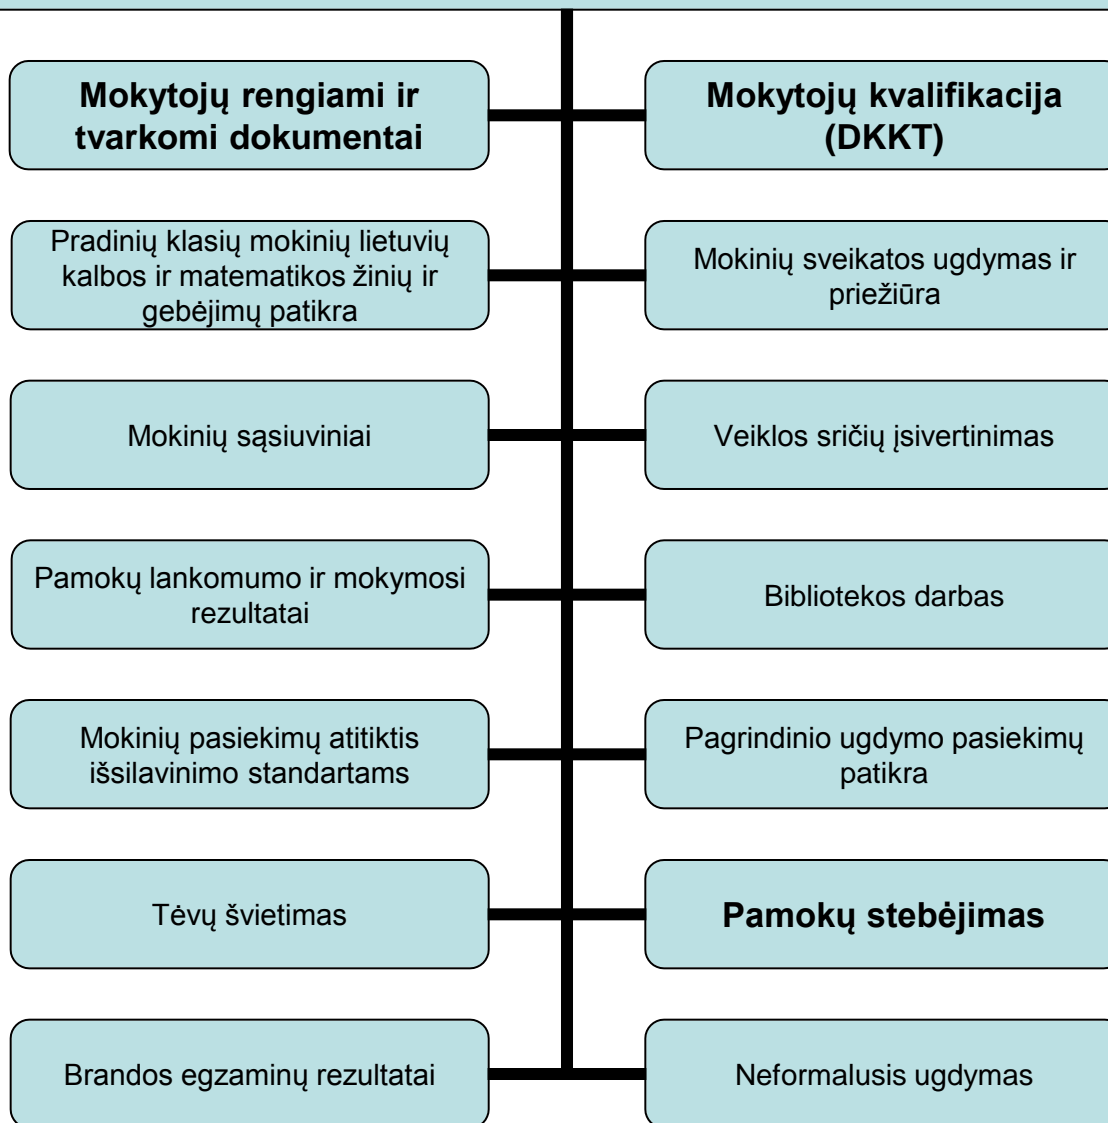 Mokytojų rengiami ir
tvarkomi dokumentai
Mokytojų kvalifikacija
(DKKT)
Pradinių klasių mokinių lietuvių
kalbos ir matematikos žinių ir
gebėjimų patikra
Mokinių sveikatos ugdymas ir
priežiūra
Mokinių sąsiuviniai
Veiklos sričių įsivertinimas
Pamokų lankomumo ir mokymosi
rezultatai
Bibliotekos darbas
Mokinių pasiekimų atitiktis
išsilavinimo standartams
Pagrindinio ugdymo pasiekimų
patikra
Tėvų švietimas
Pamokų stebėjimas
Brandos egzaminų rezultatai
Neformalusis ugdymas